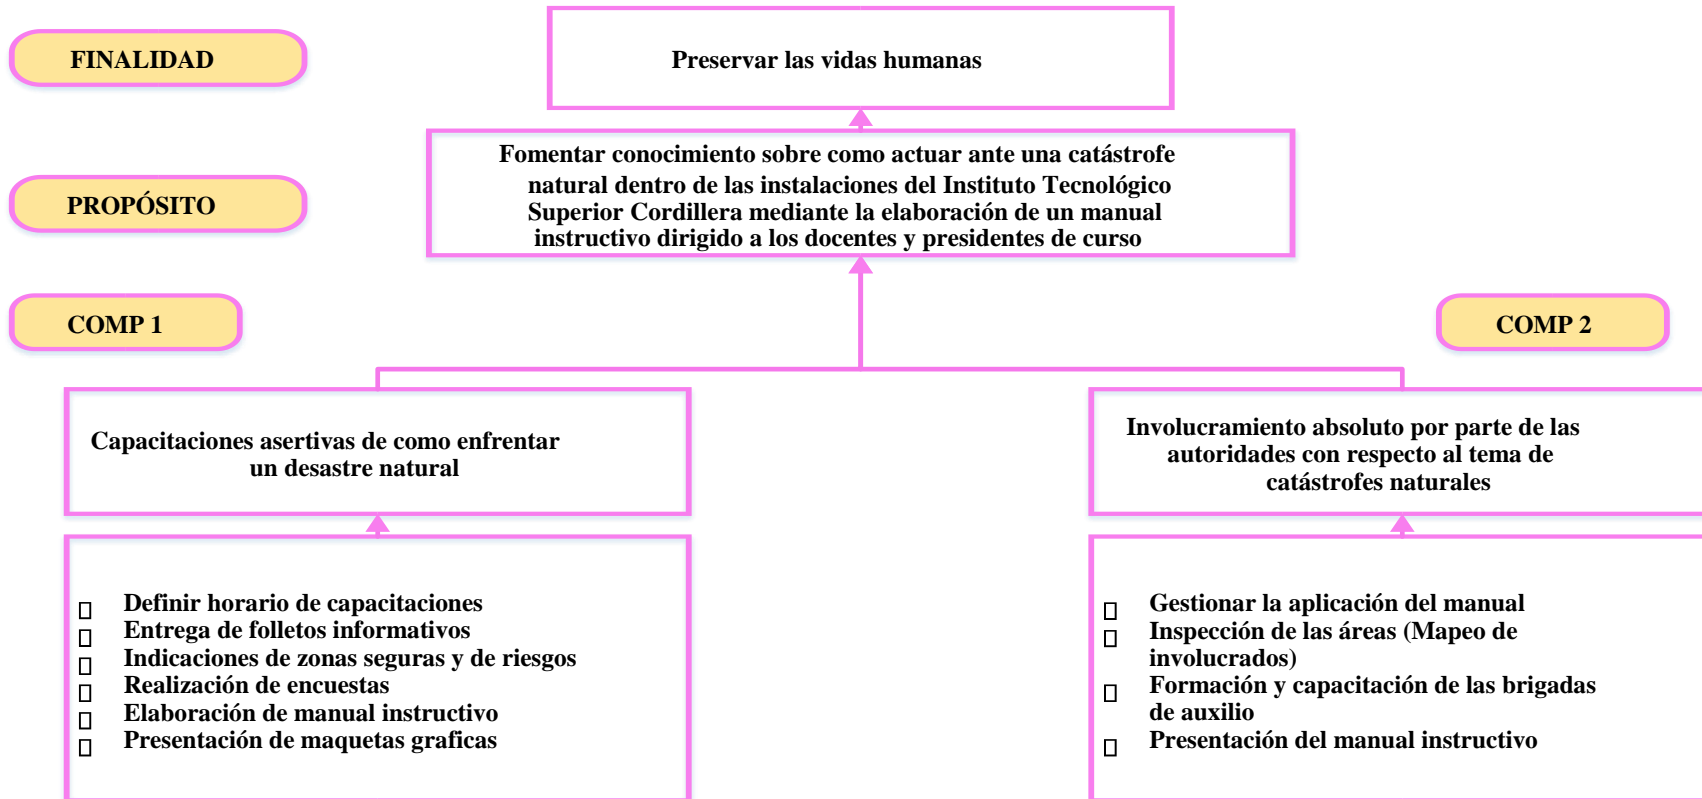 FINALIDAD
Preservar las vidas humanas
PROPÓSITO
Fomentar conocimiento sobre como actuar ante una catástrofe
natural dentro de las instalaciones del Instituto Tecnológico
Superior Cordillera mediante la elaboración de un manual
instructivo dirigido a los docentes y presidentes de curso
COMP 1
COMP 2
Capacitaciones asertivas de como enfrentar
un desastre natural
Involucramiento absoluto por parte de las
autoridades con respecto al tema de
catástrofes naturales
Definir horario de capacitaciones
Entrega de folletos informativos
Indicaciones de zonas seguras y de riesgos
Realización de encuestas
Elaboración de manual instructivo
Presentación de maquetas graficas
Gestionar la aplicación del manual
Inspección de las áreas (Mapeo de
involucrados)
Formación y capacitación de las brigadas
de auxilio
Presentación del manual instructivo